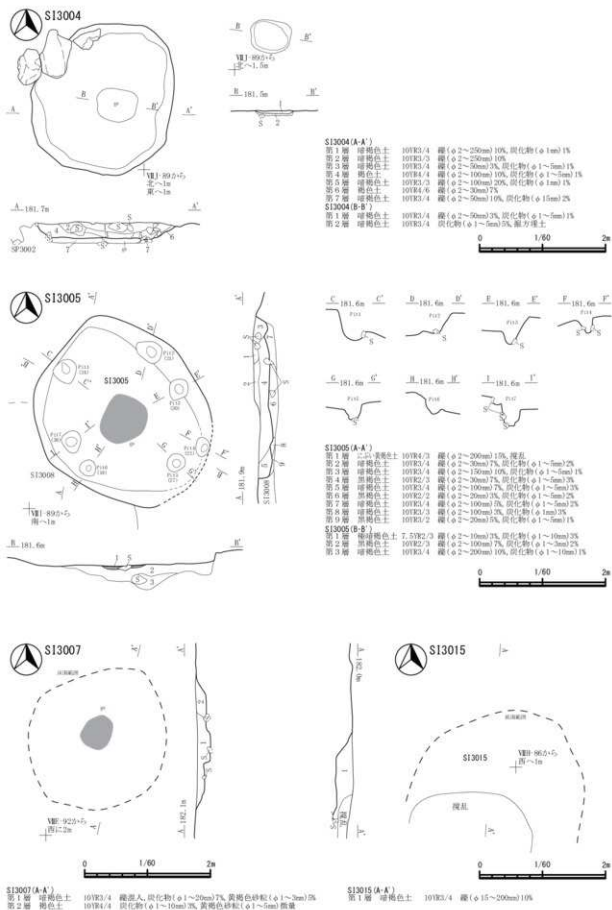 SI3004
ⅧJ-89から
北へ1.5m
A
A'
B
B'
B 181.5m B'
S 2
ⅧJ-89から
北へ1m
東へ1m
A 181.7m A'
SP3002
SI3004(A-A')
第1層 暗褐色土 10YR3/4 礫(φ2~250mm)10%,炭化物(φ1mm)1%
第2層 暗褐色土 10YR3/3 礫(φ2~250mm)10%
第3層 暗褐色土 10YR3/4 礫(φ2~50mm)3%,炭化物(φ1~5mm)1%
第4層 褐色土 10YR4/4 礫(φ2~100mm)10%,炭化物(φ1~5mm)1%
第5層 暗褐色土 10YR3/3 礫(φ2~100mm)20%,炭化物(φ1mm)1%
第6層 褐色土 10YR4/6 礫(φ2~30mm)7%
第7層 暗褐色土 10YR3/4 礫(φ2~50mm)10%,炭化物(φ15mm)2%
SI3004(B-B')
第1層 暗褐色土 10YR3/4 礫(φ2~50mm)3%,炭化物(φ1~5mm)1%
第2層 暗褐色土 10YR3/4 炭化物(φ1~5mm)5%,掘方埋土
0 1/60 2m
SI3005
SI3005
SI3008
ⅧI-89から
南へ1m
A 181.9m
SI3008
B 181.6m B'
C 181.6m C'
Pit1
D 181.6m D'
Pit2
E 181.6m E'
Pit3
F 181.6m F'
Pit4
G 181.6m G'
Pit5
H 181.6m H'
I 181.6m I'
Pit7
SI3005(A-A')
第1層 にぶい黄褐色土 10YR4/3 礫(φ2~200mm)15%,撹乱
第2層 暗褐色土 10YR3/4 礫(φ2~30mm)7%,炭化物(φ1~5mm)2%
第3層 暗褐色土 10YR3/4 礫(φ2~150mm)10%,炭化物(φ1~5mm)1%
第4層 黒褐色土 10YR2/3 礫(φ2~30mm)7%,炭化物(φ1~5mm)3%
第5層 暗褐色土 10YR3/4 礫(φ2~100mm)7%,炭化物(φ1~5mm)3%
第6層 黒褐色土 10YR2/2 礫(φ2~20mm)3%,炭化物(φ1~5mm)2%
第7層 暗褐色土 10YR3/4 礫(φ2~100mm)5%,炭化物(φ1~5mm)2%
第8層 暗褐色土 10YR3/3 礫(φ2~100mm)3%,炭化物(φ1mm)3%
第9層 黒褐色土 10YR3/2 礫(φ2~20mm)5%,炭化物(φ1~5mm)1%
SI3005(B-B')
第1層 極暗褐色土 7.5YR2/3 礫(φ2~10mm)3%,炭化物(φ1~10mm)3%
第2層 黒褐色土 10YR2/3 礫(φ2~100mm)7%,炭化物(φ1~3mm)2%
第3層 暗褐色土 10YR3/4 礫(φ2~200mm)10%,炭化物(φ1~10mm)1%
0 1/60 2m
SI3007
ⅧE-92から
西に2m
A 182.1m
0 1/60 2m
SI3007(A-A')
第1層 暗褐色土 10YR3/4 礫混入,炭化物(φ1~20mm)7%,黄褐色砂粒(φ1~3mm)5%
第2層 褐色土 10YR4/4 炭化物(φ1~10mm)3%,黄褐色砂粒(φ1~5mm)微量
SI3015
182.0m
SI3015
ⅧH-86から
西へ1m
撹乱
撹乱
0 1/60 2m
SI3015(A-A')
第1層 暗褐色土 10YR3/4 礫(φ15~200mm)10%